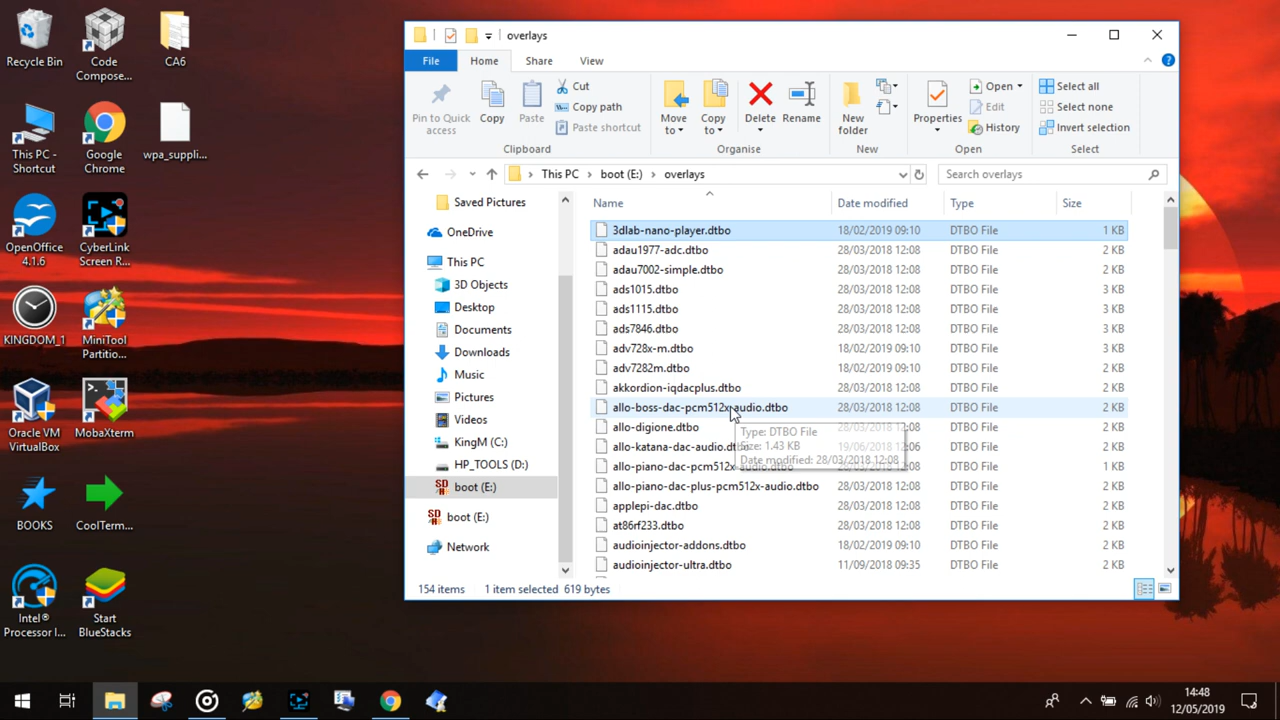 Recycle Bin
Code
Compose...
CA6
This PC -
Shortcut
Google
Chrome
wpa_suppli...
OpenOffice
4.1.6
CyberLink
Screen R...
KINGDOM_1
MiniTool
Partitio...
Oracle VM
VirtualBox
MobaXterm
BOOKS
CoolTerm...
Intel®
Processor I...
Start
BlueStacks
overlays
File Home Share View
Pin to Quick
access
Copy
Paste
Cut
Copy path
Paste shortcut
Clipboard
Move
to
Copy
to
Delete
Rename
Organise
New
folder
New
Properties
Open
Edit
History
Open
Select all
Select none
Invert selection
Select
This PC > boot (E:) > overlays
Search overlays
Saved Pictures
OneDrive
This PC
3D Objects
Desktop
Documents
Downloads
Music
Pictures
Videos
KingM (C:)
HP_TOOLS (D:)
boot (E:)
boot (E:)
Network
Name Date modified Type Size
3dlab-nano-player.dtbo 18/02/2019 09:10 DTBO File 1 KB
adau1977-adc.dtbo 28/03/2018 12:08 DTBO File 2 KB
adau7002-simple.dtbo 28/03/2018 12:08 DTBO File 2 KB
ads1015.dtbo 28/03/2018 12:08 DTBO File 2 KB
ads1115.dtbo 28/03/2018 12:08 DTBO File 2 KB
ads7846.dtbo 28/03/2018 12:08 DTBO File 3 KB
adv728x-m.dtbo 18/02/2019 09:10 DTBO File 3 KB
adv7282m.dtbo 18/02/2019 09:10 DTBO File 2 KB
akkordion-iqdacplus.dtbo 28/03/2018 12:08 DTBO File 2 KB
allo-boss-dac-pcm512x-audio.dtbo 28/03/2018 12:08 DTBO File 2 KB
allo-digione.dtbo 28/03/2018 12:08 DTBO File 2 KB
allo-katana-dac-audio.dtbo 19/06/2018 12:06 DTBO File 2 KB
allo-piano-dac-pcm512x-audio.dtbo 28/03/2018 12:08 DTBO File 1 KB
allo-piano-dac-plus-pcm512x-audio.dtbo 28/03/2018 12:08 DTBO File 2 KB
applepi-dac.dtbo 28/03/2018 12:08 DTBO File 2 KB
at86rf233.dtbo 28/03/2018 12:08 DTBO File 2 KB
audioinjector-addons.dtbo 18/02/2019 09:10 DTBO File 2 KB
audioinjector-ultra.dtbo 11/09/2018 09:35 DTBO File 2 KB
Type: DTBO File
Size: 1.43 KB
Date modified: 28/03/2018 12:08
154 items 1 item selected 619 bytes
14:48
12/05/2019